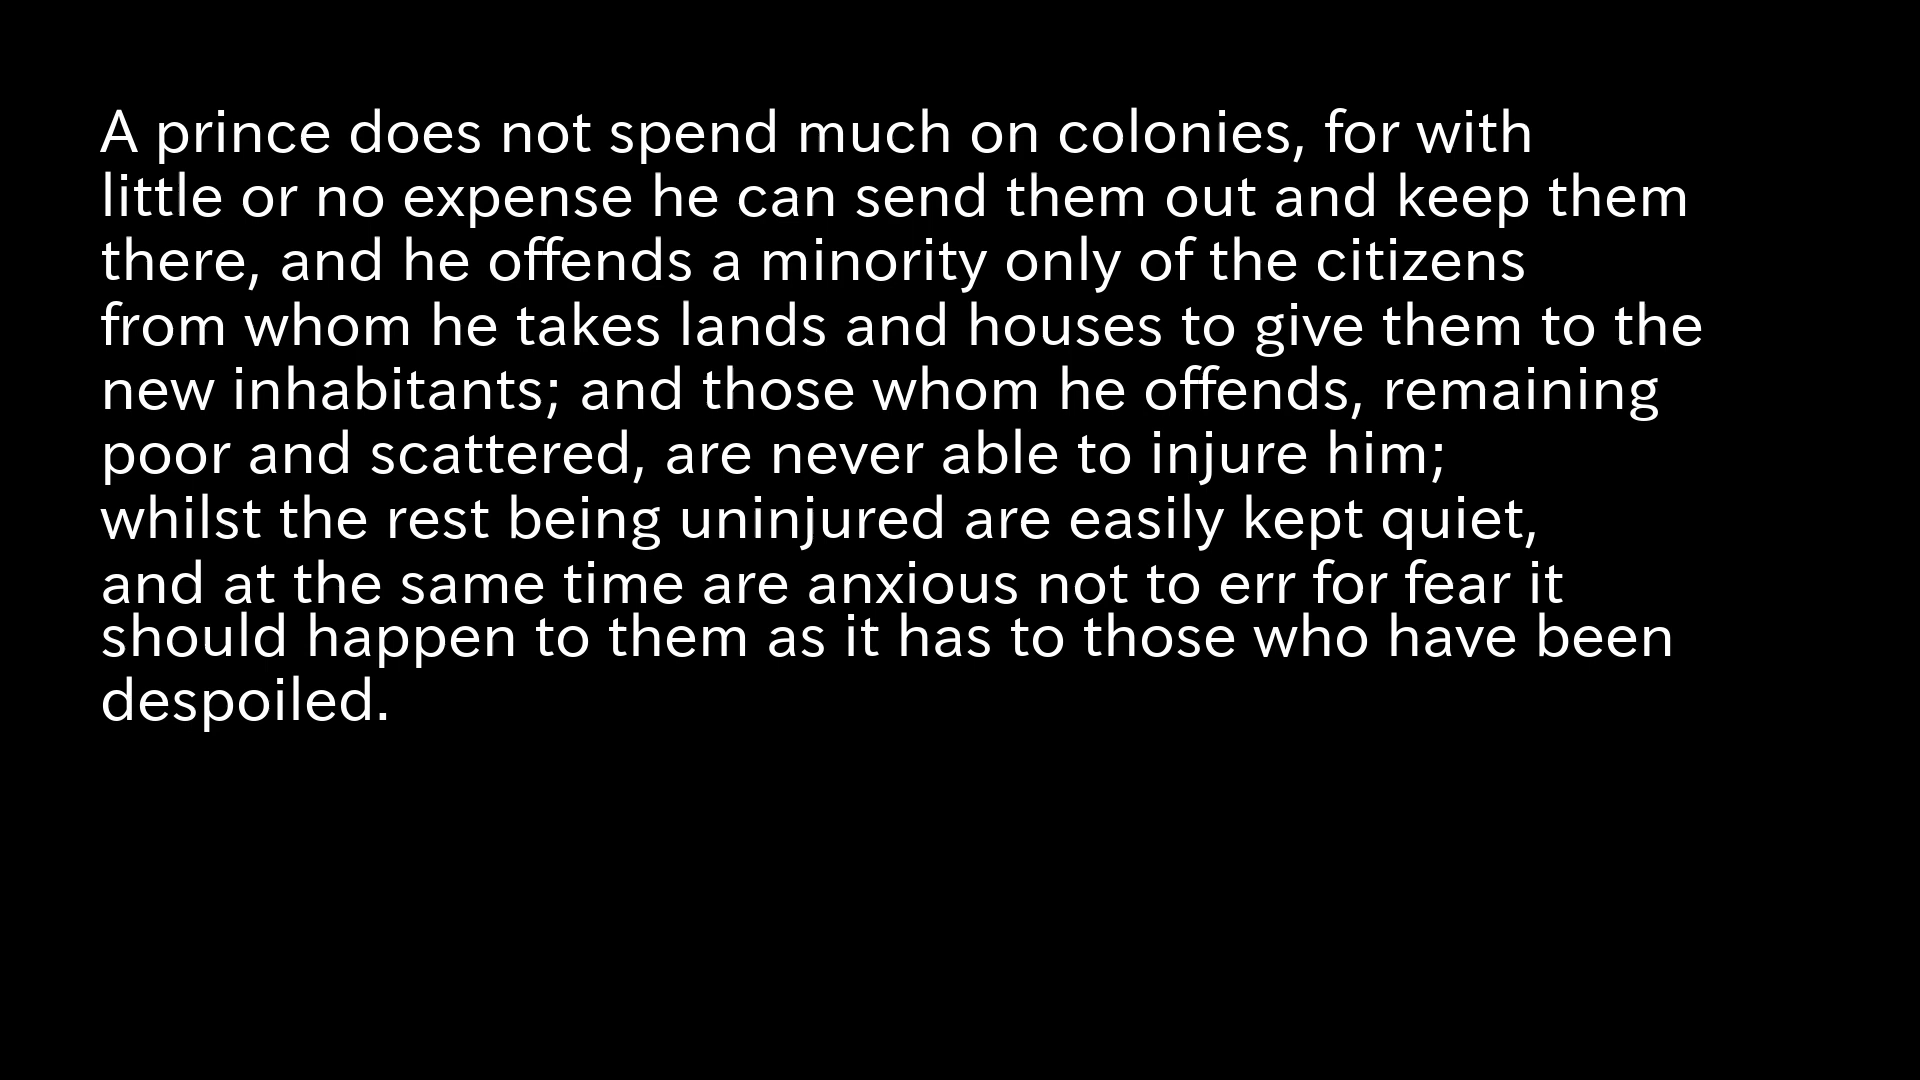 A prince does not spend much on colonies, for with
little or no expense he can send them out and keep them
there, and he offends a minority only of the citizens
from whom he takes lands and houses to give them to the
new inhabitants; and those whom he offends, remaining
poor and scattered, are never able to injure him;
whilst the rest being uninjured are easily kept quiet,
and at the same time are anxious not to err for fear it
should happen to them as it has to those who have been
despoiled.